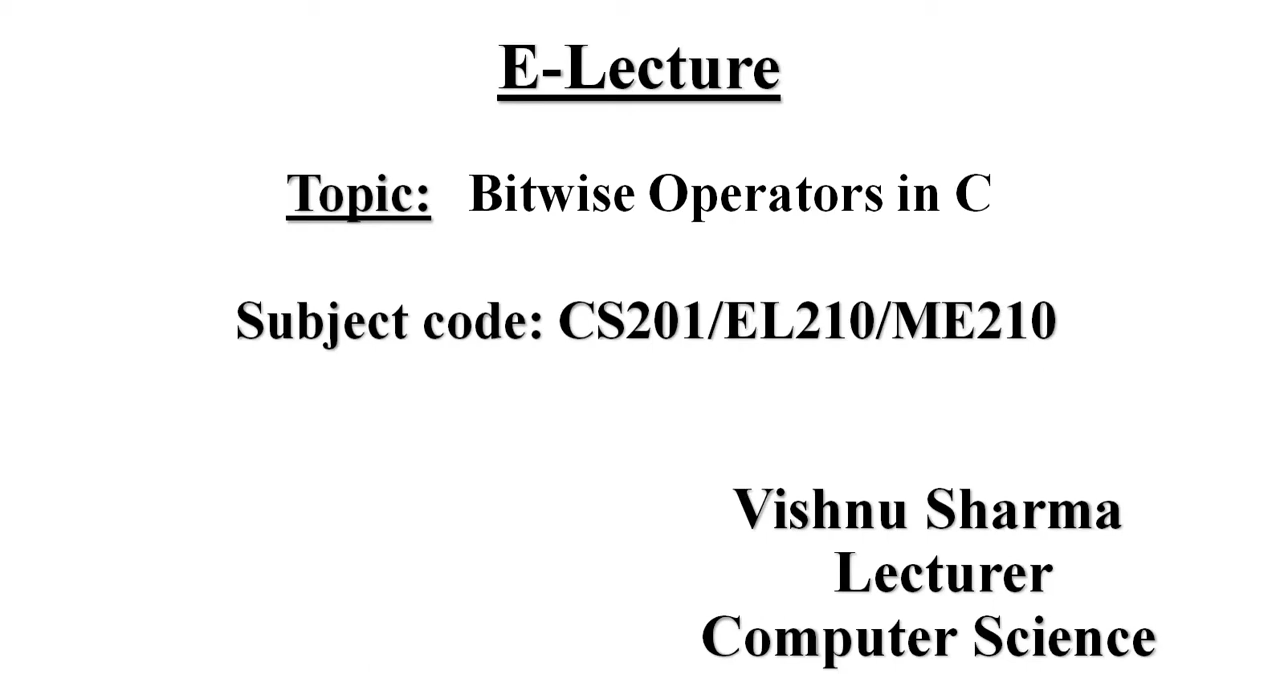 E-Lecture
Topic: Bitwise Operators in C
Subject code: CS201/EL210/ME210
Vishnu Sharma
Lecturer
Computer Science